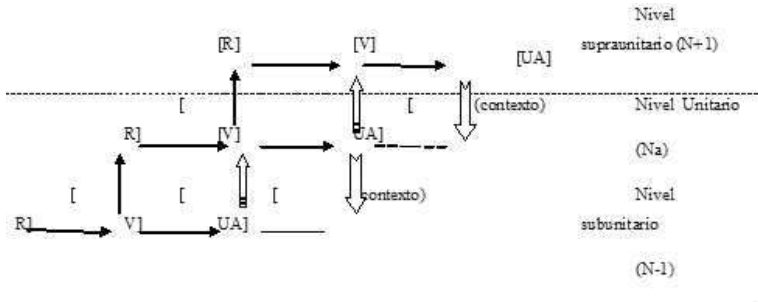 Nivel
[R] [V] supraunitario (N+1)
[UA]
[ [ (contexto) Nivel Unitario
R] [V] UA]
(Na)
[ [ [ contexto) Nivel
R] V] UA] subunitario
(N-1)